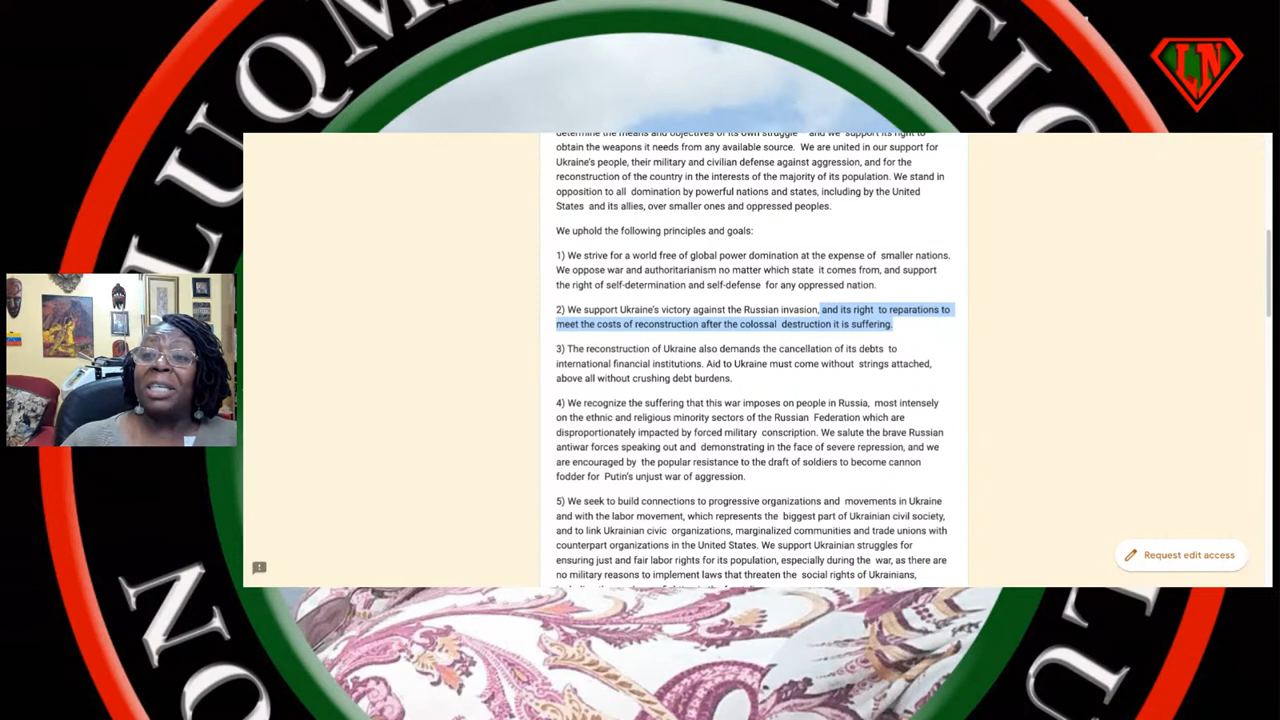 LUQM
LN
determine the means and objectives of its own struggle and we support its right to
obtain the weapons it needs from any available source. We are united in our support for
Ukraine's people, their military and civilian defense against aggression, and for the
reconstruction of the country in the interests of the majority of its population. We stand in
opposition to all domination by powerful nations and states, including by the United
States and its allies, over smaller ones and oppressed peoples.
We uphold the following principles and goals:
1) We strive for a world free of global power domination at the expense of smaller nations.
We oppose war and authoritarianism no matter which state it comes from, and support
the right of self-determination and self-defense for any oppressed nation.
2) We support Ukraine's victory against the Russian invasion, and its right to reparations to
meet the costs of reconstruction after the colossal destruction it is suffering.
3) The reconstruction of Ukraine also demands the cancellation of its debts to
international financial institutions. Aid to Ukraine must come without strings attached,
above all without crushing debt burdens.
4) We recognize the suffering that this war imposes on people in Russia, most intensely
on the ethnic and religious minority sectors of the Russian Federation which are
disproportionately impacted by forced military conscription. We salute the brave Russian
antiwar forces speaking out and demonstrating in the face of severe repression, and we
are encouraged by the popular resistance to the draft of soldiers to become cannon
fodder for Putin's unjust war of aggression.
5) We seek to build connections to progressive organizations and movements in Ukraine
and with the labor movement, which represents the biggest part of Ukrainian civil society,
and to link Ukrainian civic organizations, marginalized communities and trade unions with
counterpart organizations in the United States. We support Ukrainian struggles for
ensuring just and fair labor rights for its population, especially during the war, as there are
no military reasons to implement laws that threaten the social rights of Ukrainians,
Request edit access